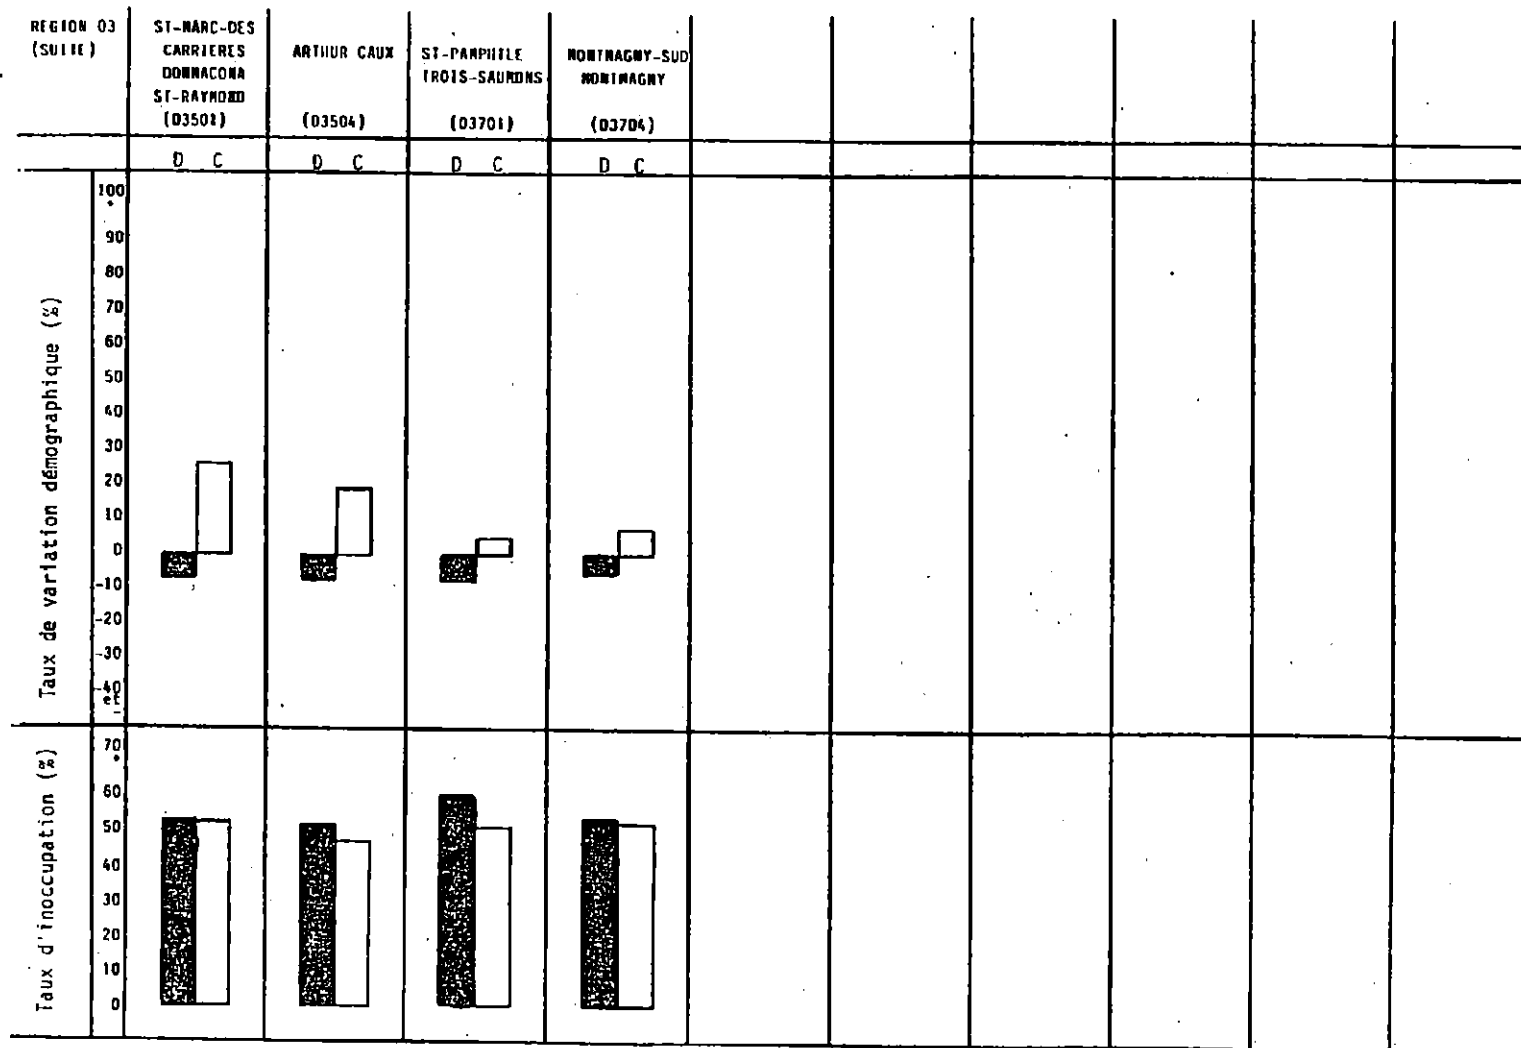 REGION 03
(SUITE)
ST-MARC-DES
CARRIERES
DONNACONA
ST-RAYMOND
(03501)
ARTHUR CAUX
(03504)
ST-PAMPHILE
TROIS-SAUMONS
(03701)
MONTMAGNY-SUD
MONTMAGNY
(03704)
D C
D C
D C
D C
Taux de variation démographique (%)
100
+
90
80
70
60
50
40
30
20
10
0
-10
-20
-30
-40
et
-
Taux d'inoccupation (%)
70
+
60
50
40
30
20
10
0